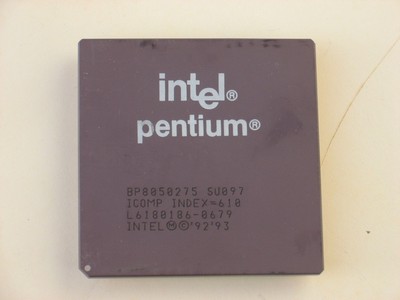 intel®
pentium®
BP8050275 SU097
ICOMP INDEX=610
L6180186-0679
INTEL Ⓜ©'92'93